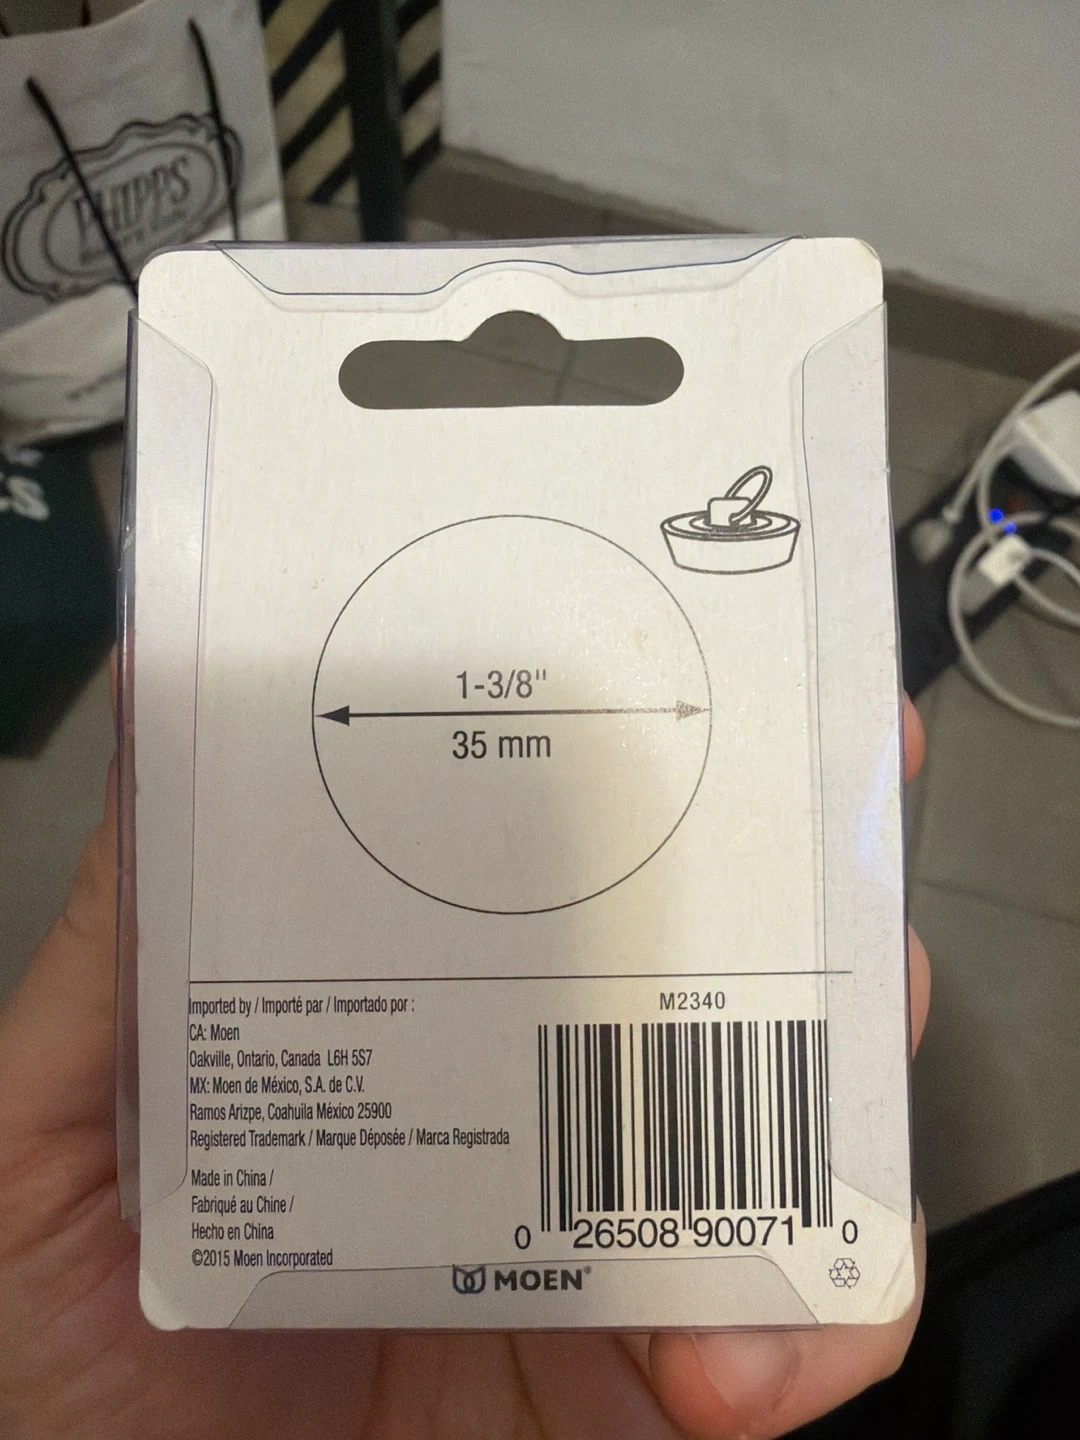 PHIPPS
1-3/8"
35 mm
Imported by / Importé par / Importado por :
CA: Moen
Oakville, Ontario, Canada L6H 5S7
MX: Moen de México, S.A. de C.V.
Ramos Arizpe, Coahuila México 25900
Registered Trademark / Marque Déposée / Marca Registrada
Made in China /
Fabriqué au Chine /
Hecho en China
©2015 Moen Incorporated
M2340
0 26508 90071 0
MOEN®